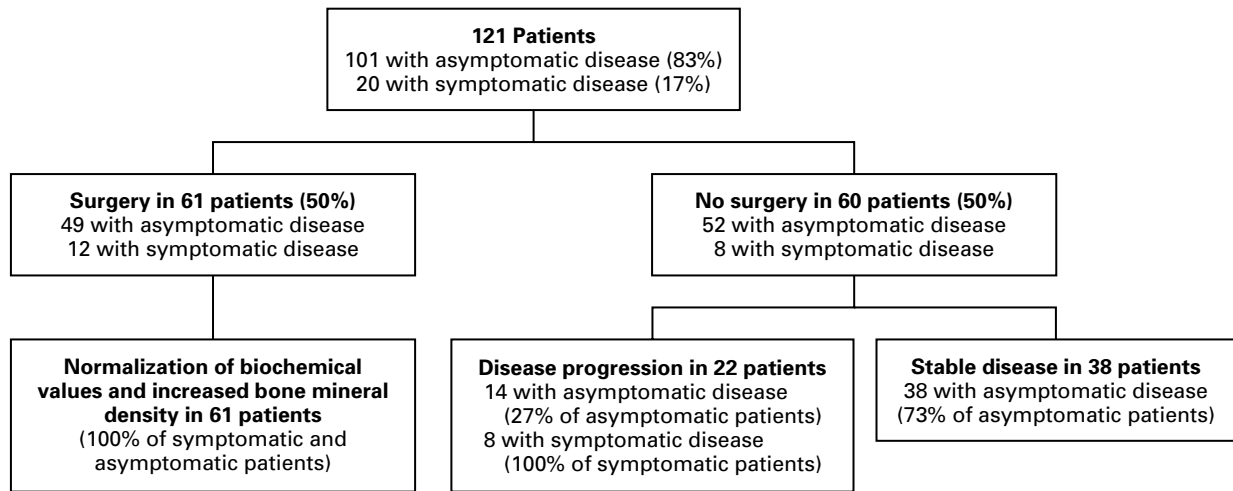 121 Patients
101 with asymptomatic disease (83%)
20 with symptomatic disease (17%)
Surgery in 61 patients (50%)
49 with asymptomatic disease
12 with symptomatic disease
No surgery in 60 patients (50%)
52 with asymptomatic disease
8 with symptomatic disease
Normalization of biochemical
values and increased bone mineral
density in 61 patients
(100% of symptomatic and
asymptomatic patients)
Disease progression in 22 patients
14 with asymptomatic disease
(27% of asymptomatic patients)
8 with symptomatic disease
(100% of symptomatic patients)
Stable disease in 38 patients
38 with asymptomatic disease
(73% of asymptomatic patients)